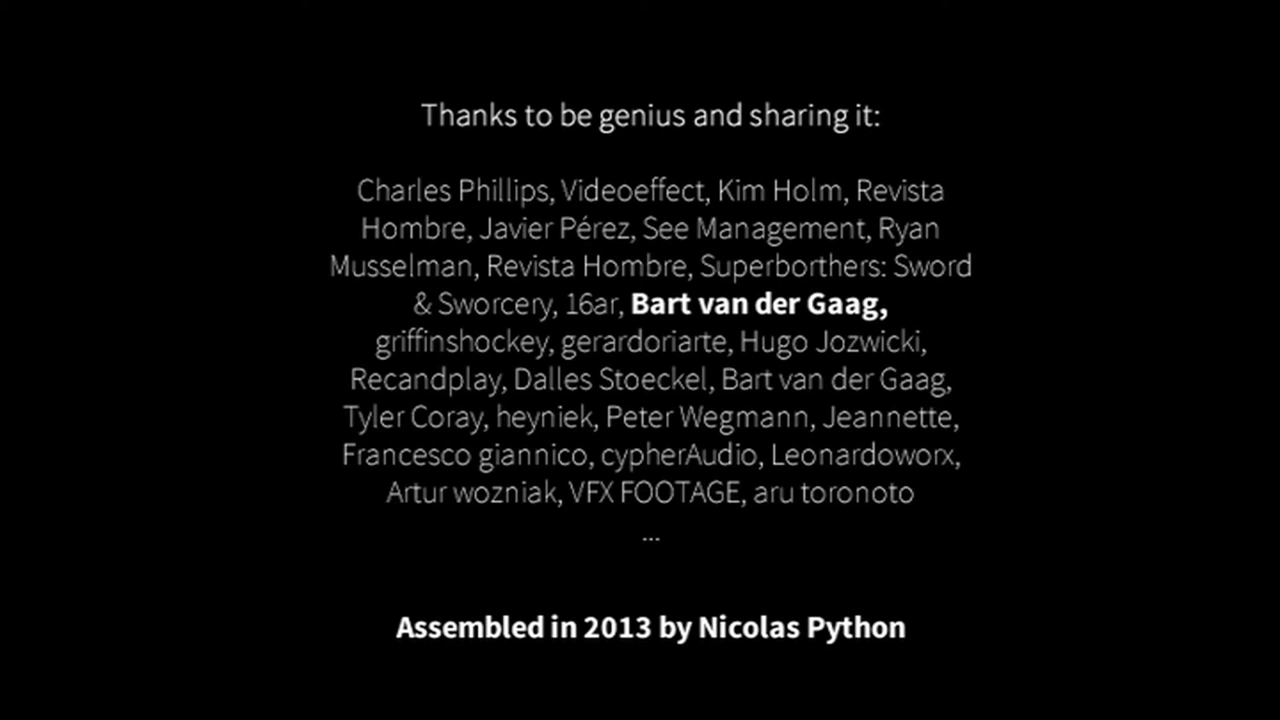 Thanks to be genius and sharing it:
Charles Phillips, Videoeffect, Kim Holm, Revista
Hombre, Javier Pérez, See Management, Ryan
Musselman, Revista Hombre, Superborthers: Sword
& Sworcery, 16ar, Bart van der Gaag,
griffinshockey, gerardoriarte, Hugo Jozwicki,
Recandplay, Dalles Stoeckel, Bart van der Gaag,
Tyler Coray, heyniek, Peter Wegmann, Jeannette,
Francesco giannico, cypherAudio, Leonardoworx,
Artur wozniak, VFX FOOTAGE, aru toronoto
...
Assembled in 2013 by Nicolas Python